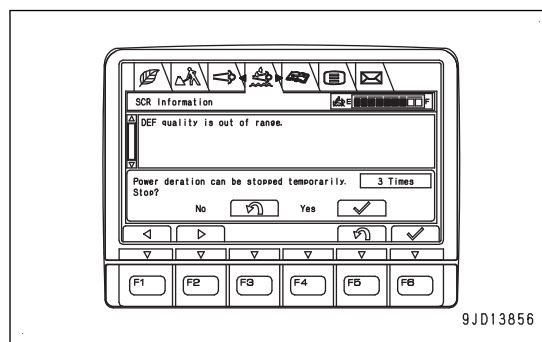 SCR Information
E F
DEF quality is out of range.
Power deration can be stopped temporarily. 3 Times
Stop?
No Yes
F1 F2 F3 F4 F5 F6
9JD13856